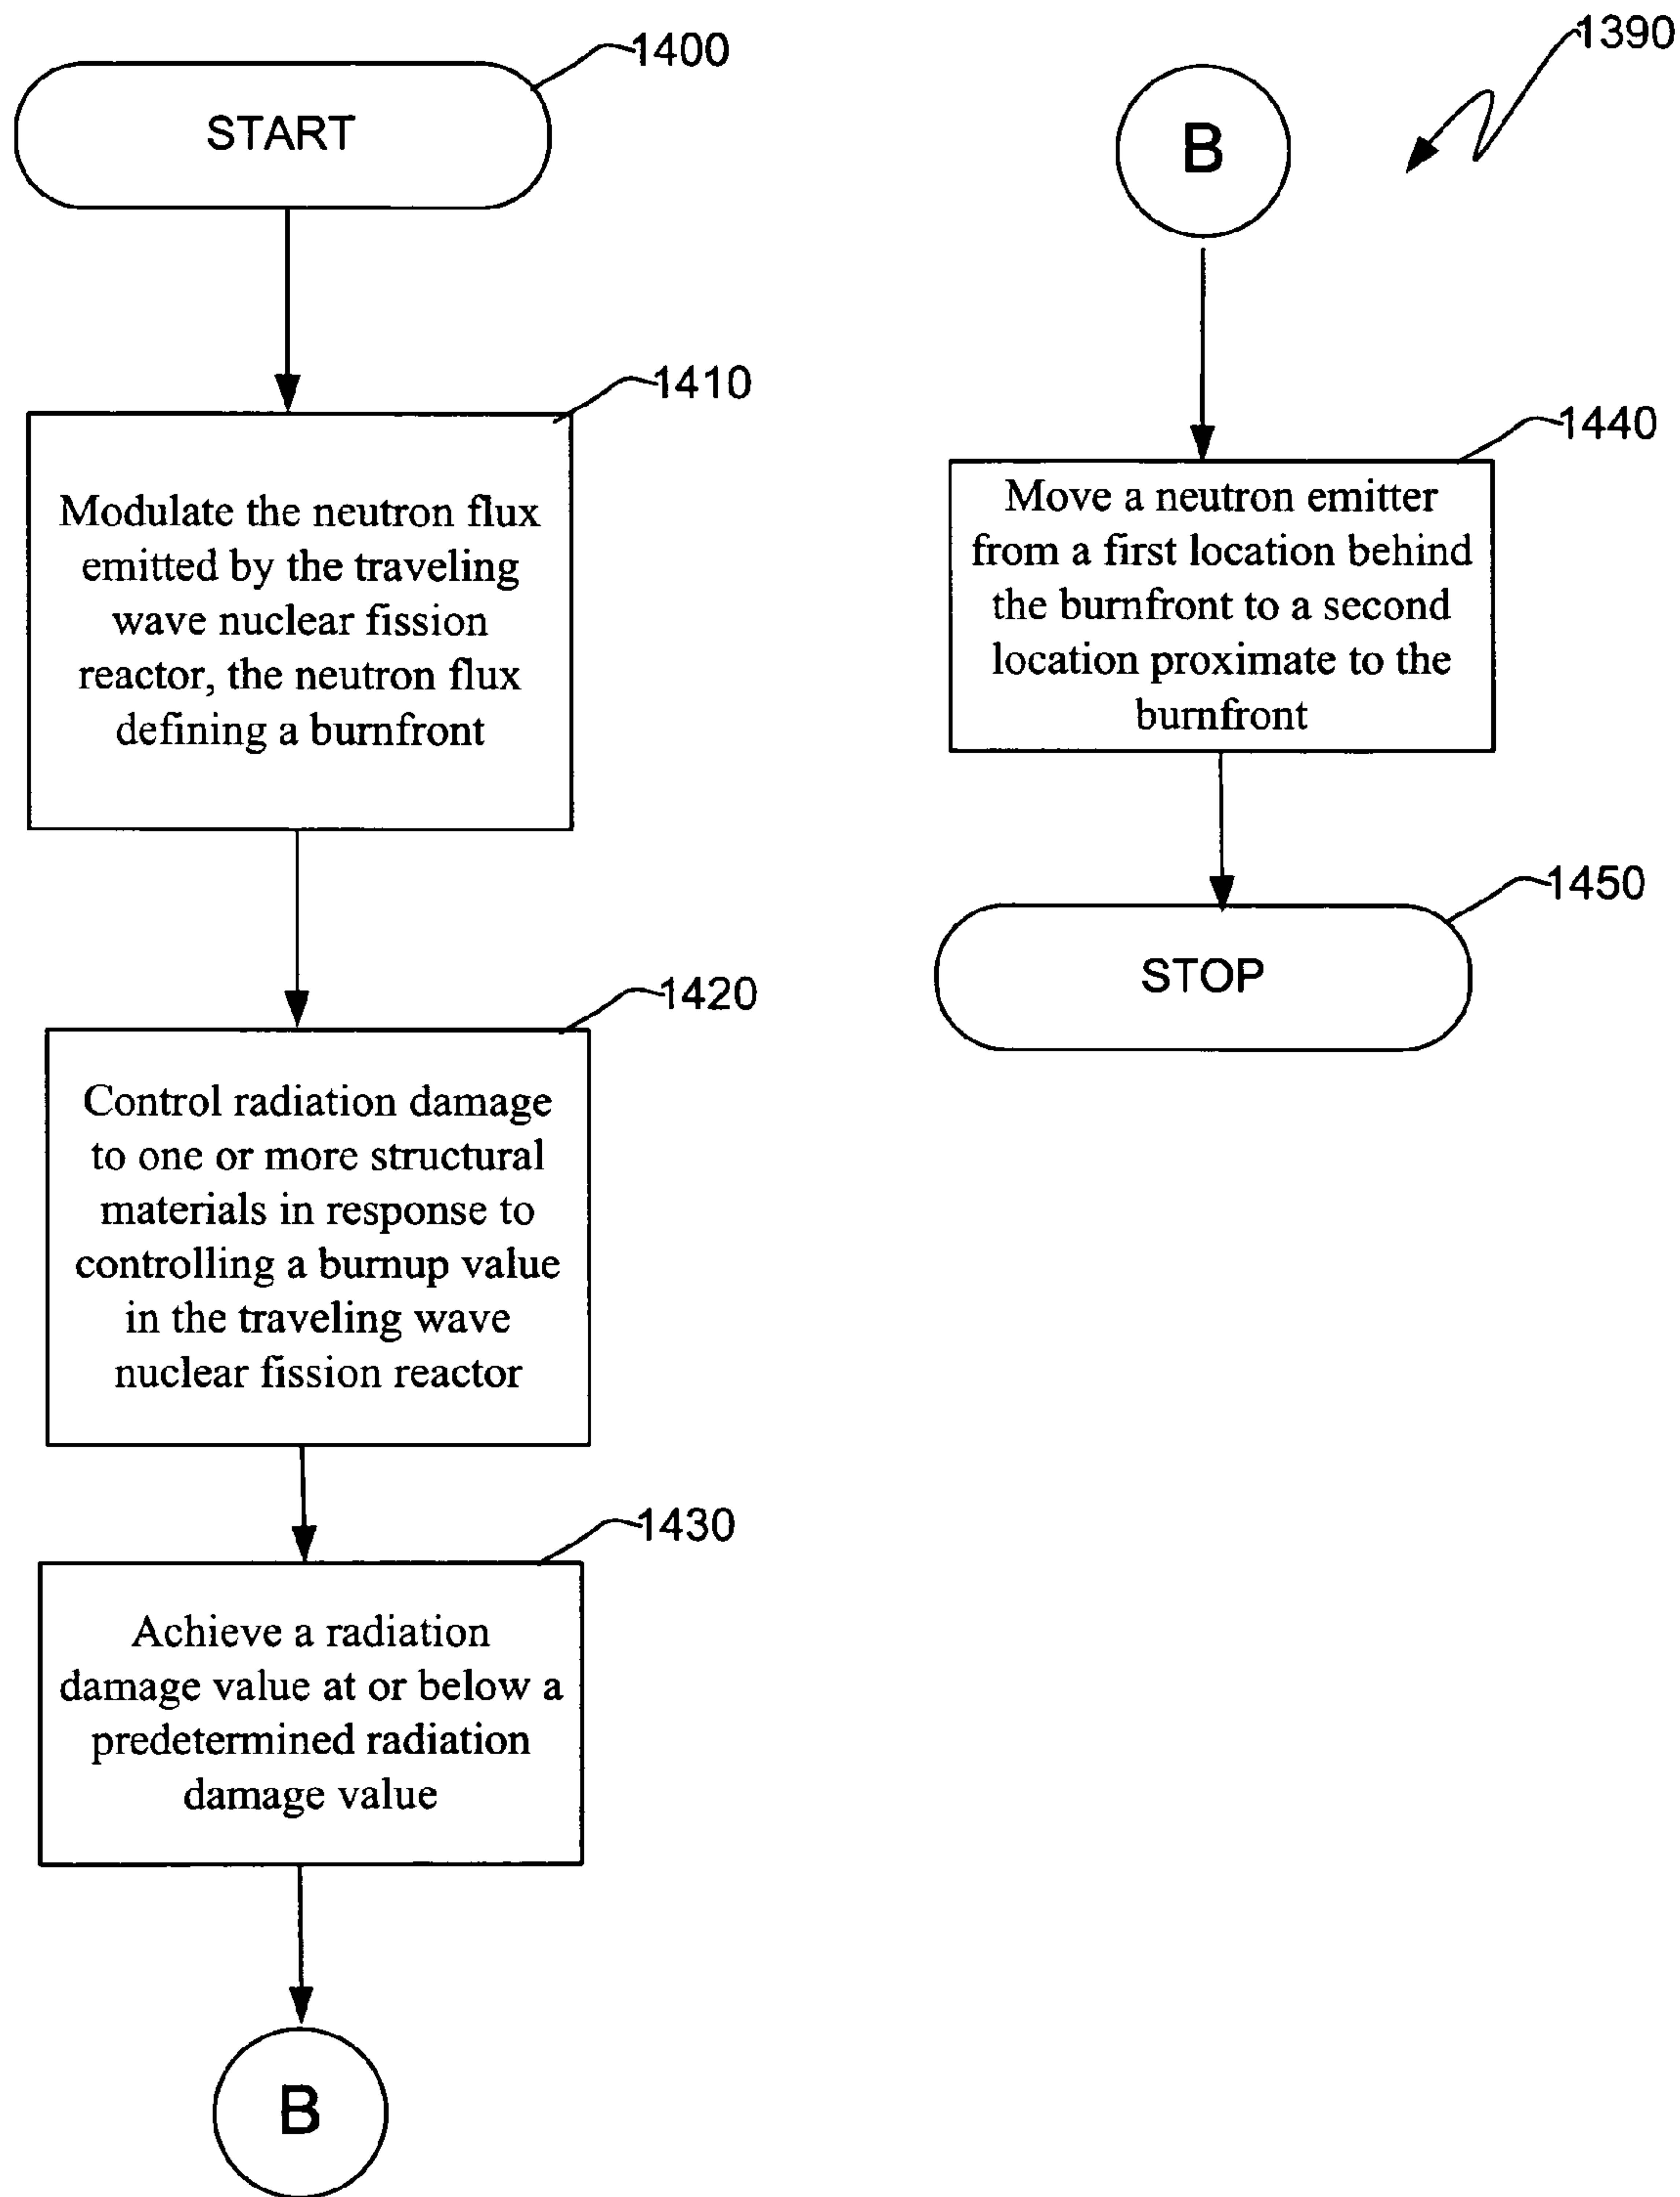 1400
START
1410
Modulate the neutron flux
emitted by the traveling
wave nuclear fission
reactor, the neutron flux
defining a burnfront
1420
Control radiation damage
to one or more structural
materials in response to
controlling a burnup value
in the traveling wave
nuclear fission reactor
1430
Achieve a radiation
damage value at or below a
predetermined radiation
damage value
B
1390
B
1440
Move a neutron emitter
from a first location behind
the burnfront to a second
location proximate to the
burnfront
1450
STOP